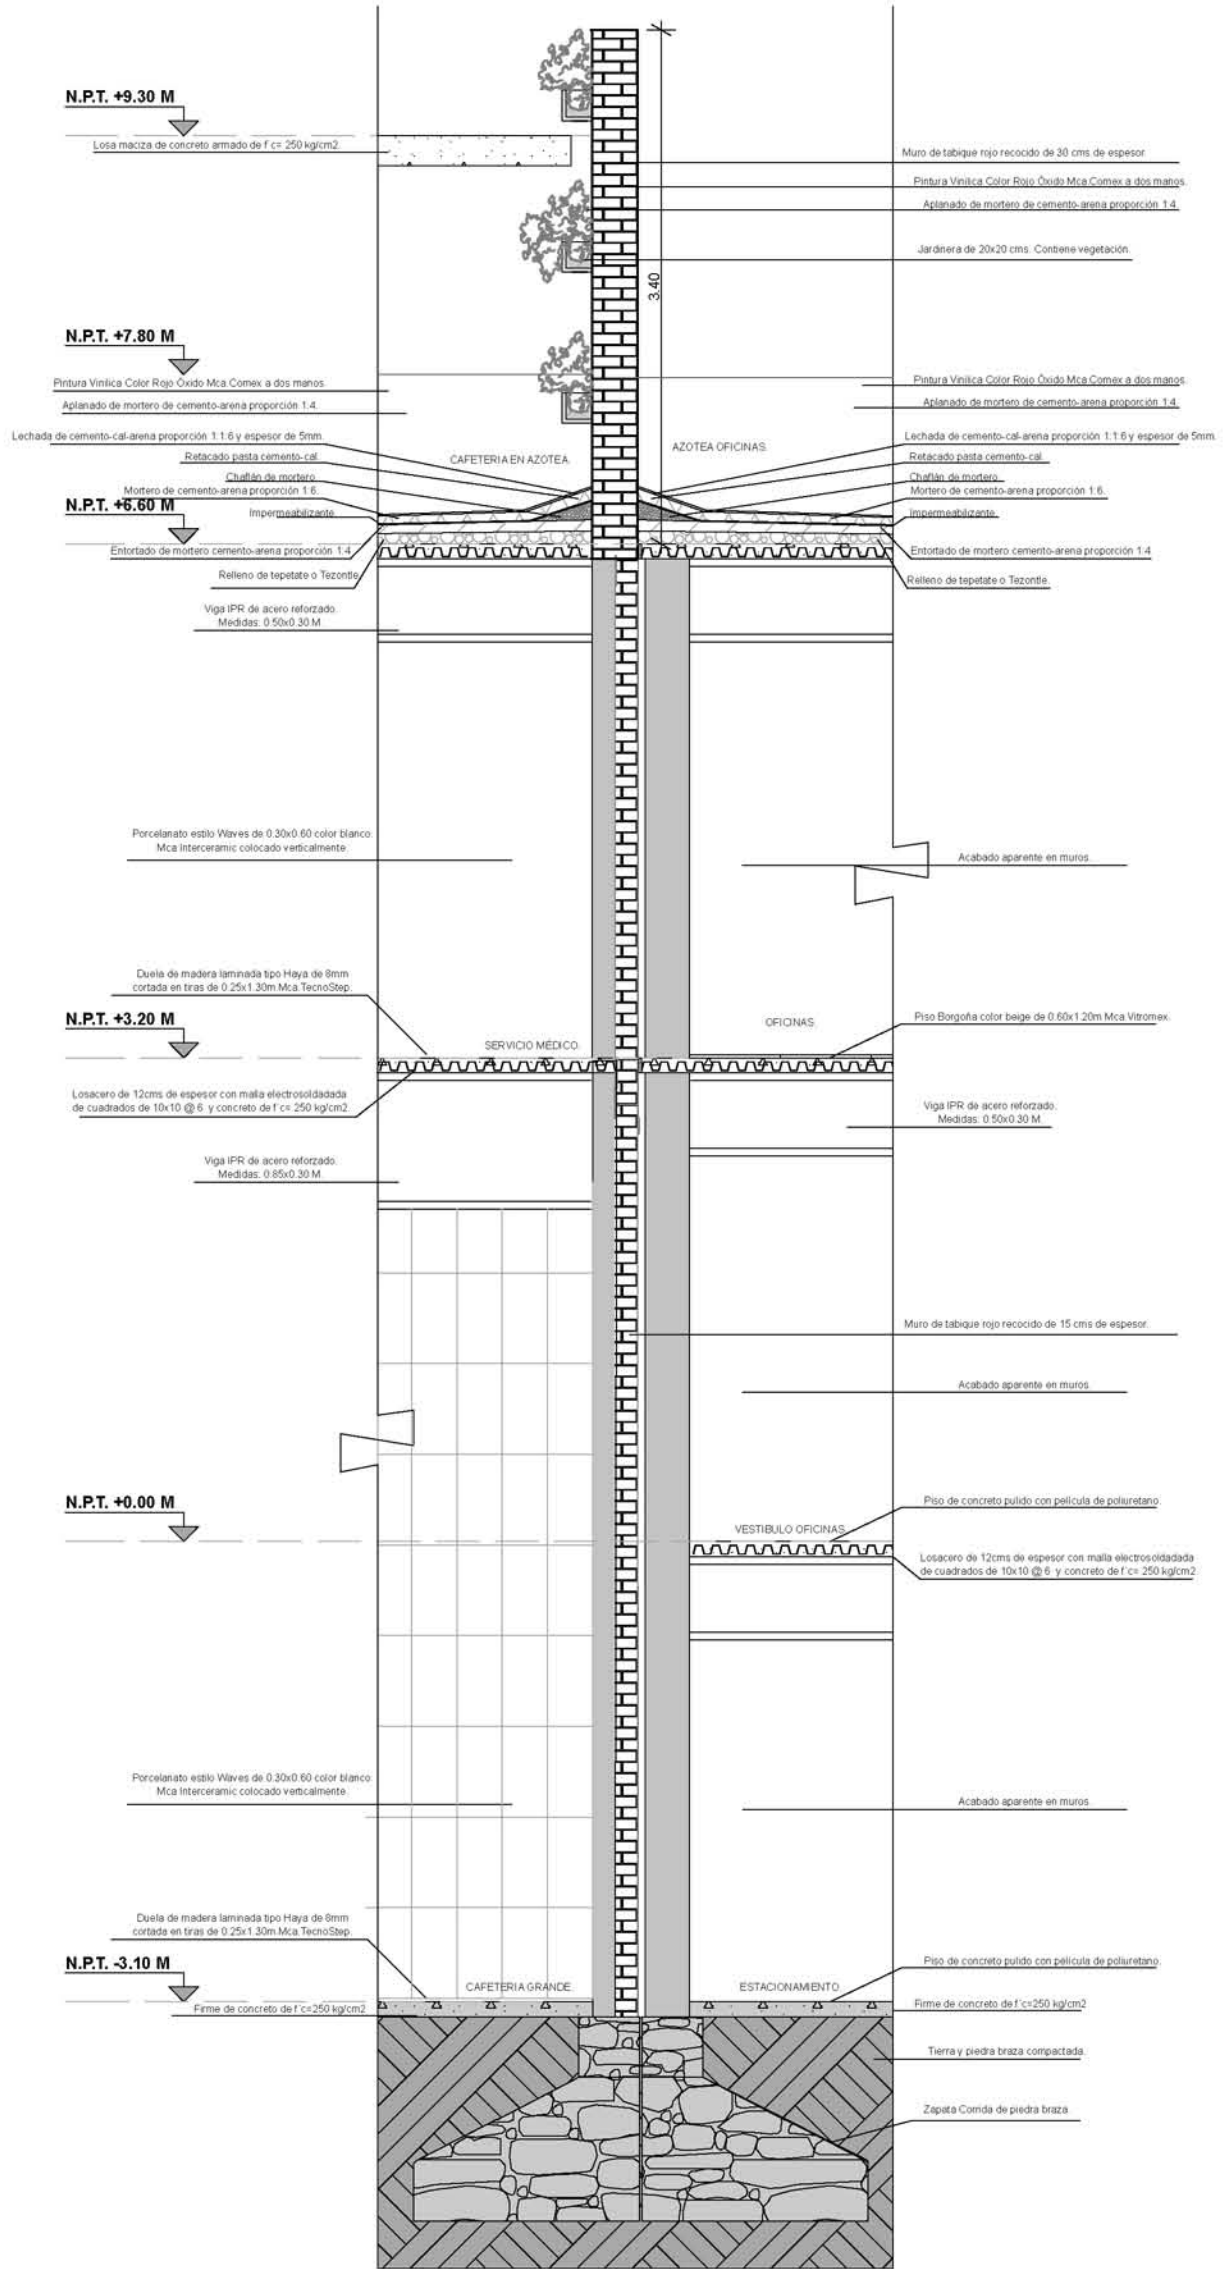 N.P.T. +9.30 M
Losa maciza de concreto armado de f´c= 250 kg/cm2.
Muro de tabique rojo recocido de 30 cms de espesor.
Pintura Vinílica Color Rojo Óxido Mca.Comex a dos manos.
Aplanado de mortero de cemento-arena proporción 1:4.
Jardinera de 20x20 cms. Contiene vegetación.
3.40
N.P.T. +7.80 M
Pintura Vinílica Color Rojo Óxido Mca.Comex a dos manos.
Aplanado de mortero de cemento-arena proporción 1:4.
Lechada de cemento-cal-arena proporción 1:1:6 y espesor de 5mm.
Retacado pasta cemento-cal.
Chaflán de mortero.
Mortero de cemento-arena proporción 1:6.
N.P.T. +6.60 M
Impermeabilizante.
Entortado de mortero cemento-arena proporción 1:4
Relleno de tepetate o Tezontle.
CAFETERIA EN AZOTEA.
AZOTEA OFICINAS.
Pintura Vinílica Color Rojo Óxido Mca.Comex a dos manos.
Aplanado de mortero de cemento-arena proporción 1:4.
Lechada de cemento-cal-arena proporción 1:1:6 y espesor de 5mm.
Retacado pasta cemento-cal.
Chaflán de mortero.
Mortero de cemento-arena proporción 1:6.
Impermeabilizante.
Entortado de mortero cemento-arena proporción 1:4
Relleno de tepetate o Tezontle.
Viga IPR de acero reforzado.
Medidas: 0.50x0.30 M.
Porcelanato estilo Waves de 0.30x0.60 color blanco.
Mca Interceramic colocado verticalmente.
Acabado aparente en muros.
Duela de madera laminada tipo Haya de 8mm
cortada en tiras de 0.25x1.30m.Mca.TecnoStep.
N.P.T. +3.20 M
SERVICIO MÉDICO.
OFICINAS.
Piso Borgoña color beige de 0.60x1.20m Mca.Vitromex.
Losacero de 12cms de espesor con malla electrosoldadada
de cuadrados de 10x10 @ 6 y concreto de f´c= 250 kg/cm2.
Viga IPR de acero reforzado.
Medidas: 0.50x0.30 M.
Viga IPR de acero reforzado.
Medidas: 0.85x0.30 M.
Muro de tabique rojo recocido de 15 cms de espesor.
Acabado aparente en muros.
N.P.T. +0.00 M
Piso de concreto pulido con película de poliuretano.
VESTIBULO OFICINAS
Losacero de 12cms de espesor con malla electrosoldadada
de cuadrados de 10x10 @ 6 y concreto de f´c= 250 kg/cm2.
Porcelanato estilo Waves de 0.30x0.60 color blanco.
Mca Interceramic colocado verticalmente.
Acabado aparente en muros.
Duela de madera laminada tipo Haya de 8mm
cortada en tiras de 0.25x1.30m.Mca.TecnoStep.
N.P.T. -3.10 M
Piso de concreto pulido con película de poliuretano.
CAFETERIA GRANDE.
ESTACIONAMIENTO
Firme de concreto de f´c=250 kg/cm2
Firme de concreto de f´c=250 kg/cm2
Tierra y piedra braza compactada.
Zapata Corrida de piedra braza.